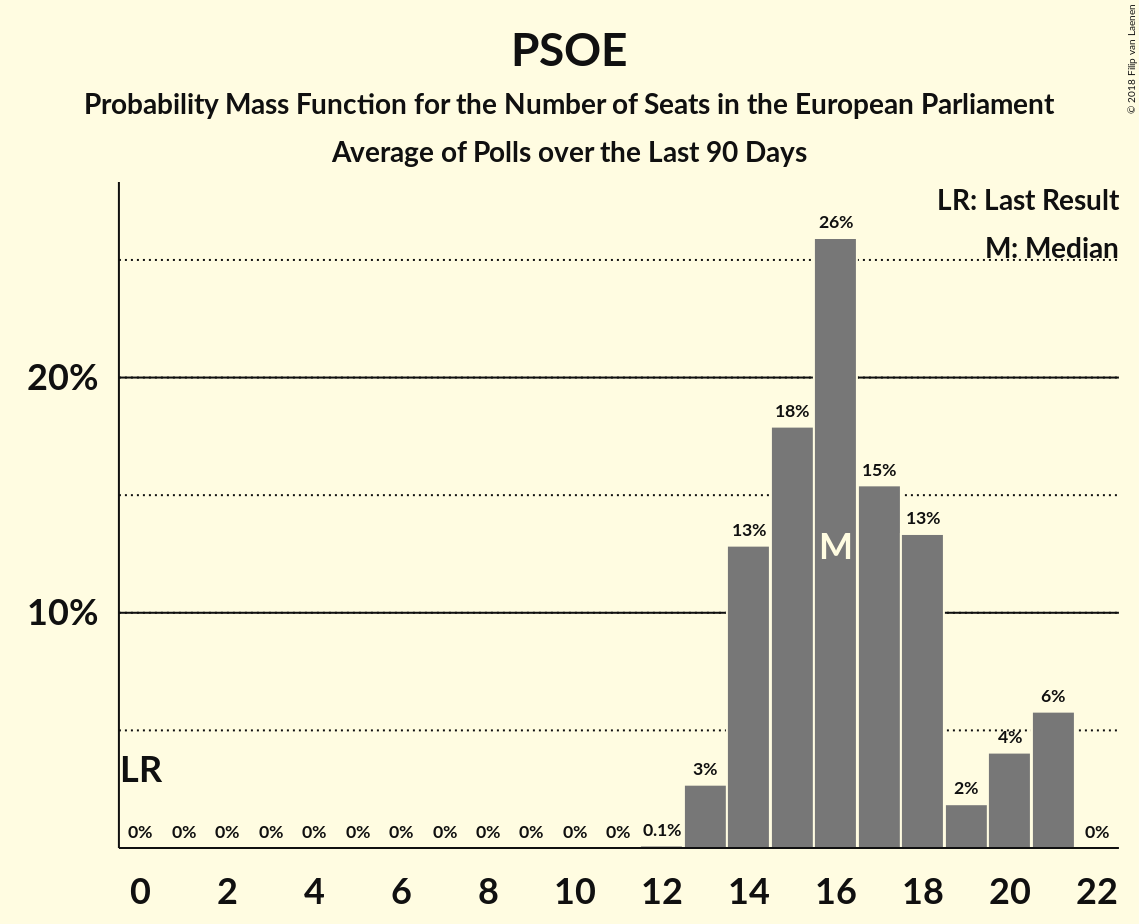 PSOE
Probability Mass Function for the Number of Seats in the European Parliament
Average of Polls over the Last 90 Days
© 2018 Filip van Laenen
LR: Last Result
M: Median
26%
20%
18%
15%
13%
13%
M
10%
6%
4%
3%
2%
LR
0% 0% 0% 0% 0% 0% 0% 0% 0% 0% 0% 0% 0.1% 0%
0 2 4 6 8 10 12 14 16 18 20 22